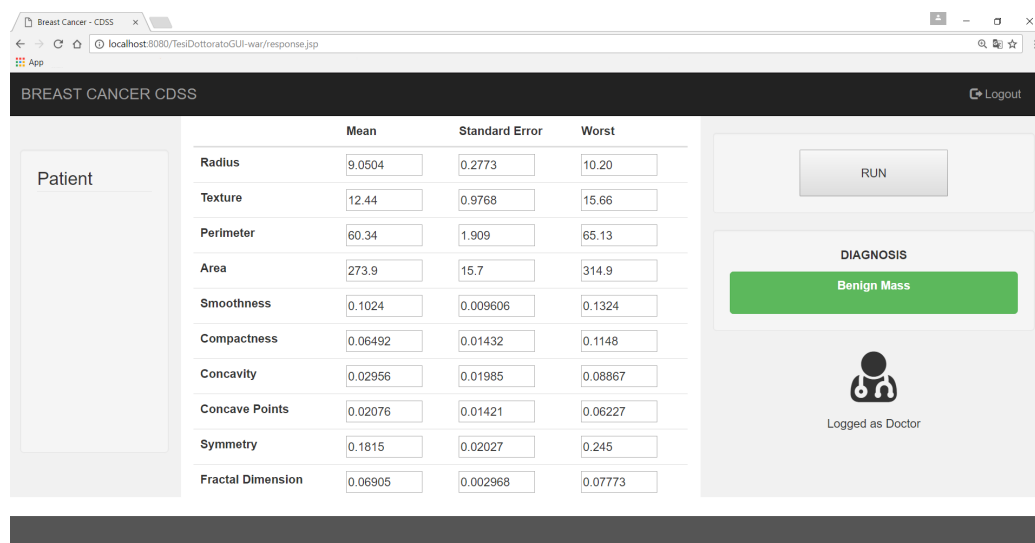 Breast Cancer - CDSS
localhost:8080/TesiDottoratoGUI-war/response.jsp
App
BREAST CANCER CDSS
Logout
Patient
Mean Standard Error Worst
Radius 9.0504 0.2773 10.20
Texture 12.44 0.9768 15.66
Perimeter 60.34 1.909 65.13
Area 273.9 15.7 314.9
Smoothness 0.1024 0.009606 0.1324
Compactness 0.06492 0.01432 0.1148
Concavity 0.02956 0.01985 0.08867
Concave Points 0.02076 0.01421 0.06227
Symmetry 0.1815 0.02027 0.245
Fractal Dimension 0.06905 0.002968 0.07773
RUN
DIAGNOSIS
Benign Mass
Logged as Doctor